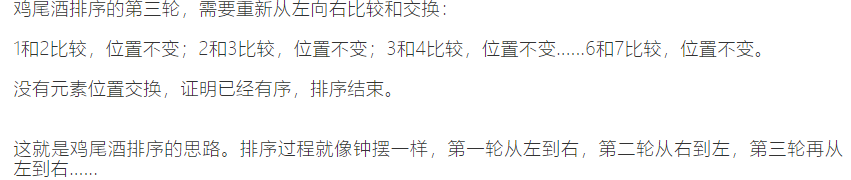 鸡尾酒排序的第三轮，需要重新从左向右比较和交换：
1和2比较，位置不变；2和3比较，位置不变；3和4比较，位置不变……6和7比较，位置不变。
没有元素位置交换，证明已经有序，排序结束。
这就是鸡尾酒排序的思路。排序过程就像钟摆一样，第一轮从左到右，第二轮从右到左，第三轮再从
左到右……